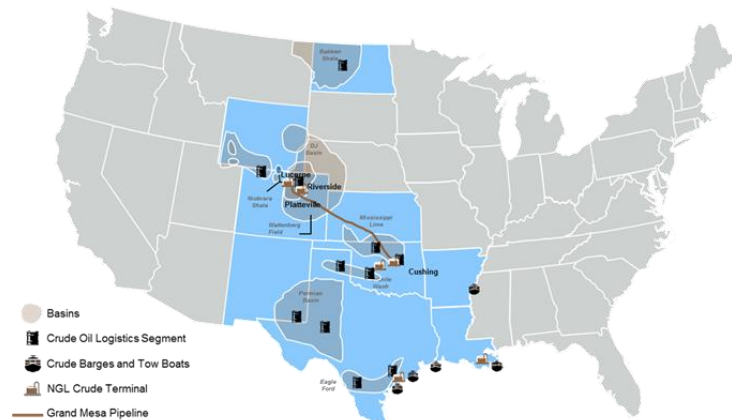 Bakken
Shale
DJ
Basin
Lucerne
Riverside
Niobrara
Shale
Platteville
Wattenberg
Field
Mississippi
Lime
Cushing
Wash
Permian
Basin
Eagle
Ford
Basins
Crude Oil Logistics Segment
Crude Barges and Tow Boats
NGL Crude Terminal
Grand Mesa Pipeline